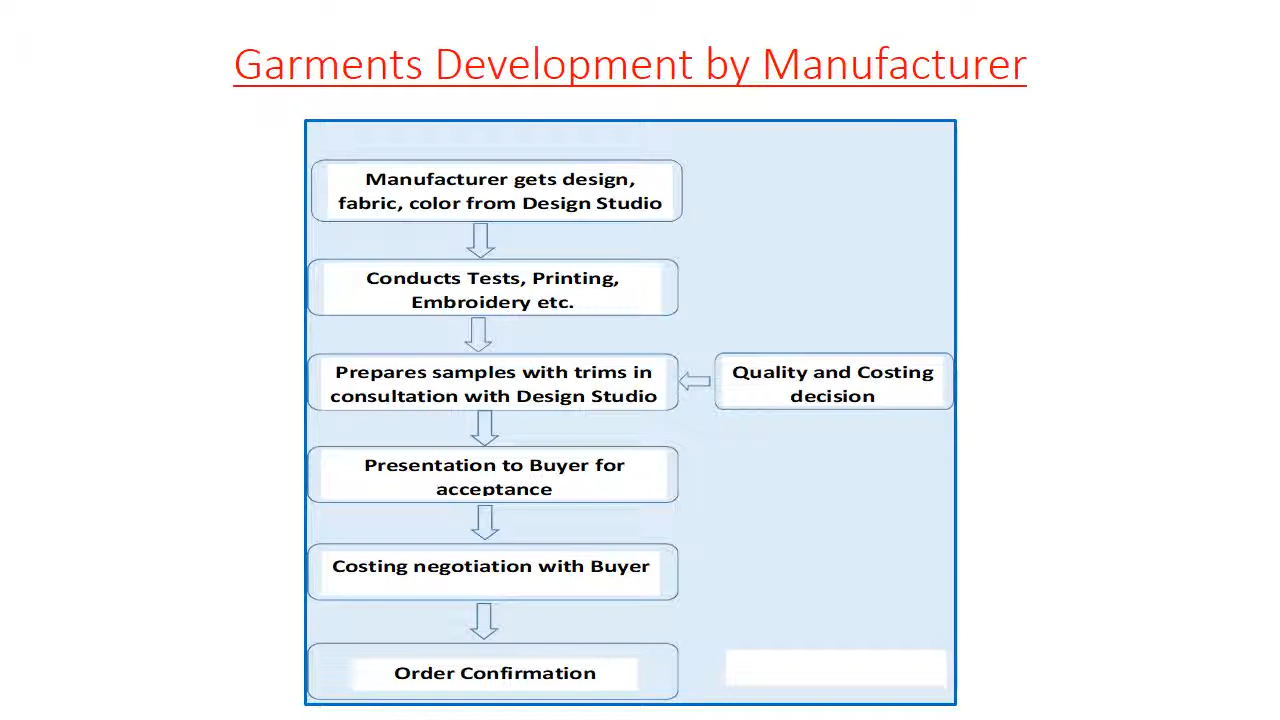 Garments Development by Manufacturer
Manufacturer gets design,
fabric, color from Design Studio
Conducts Tests, Printing,
Embroidery etc.
Prepares samples with trims in
consultation with Design Studio
Quality and Costing
decision
Presentation to Buyer for
acceptance
Costing negotiation with Buyer
Order Confirmation